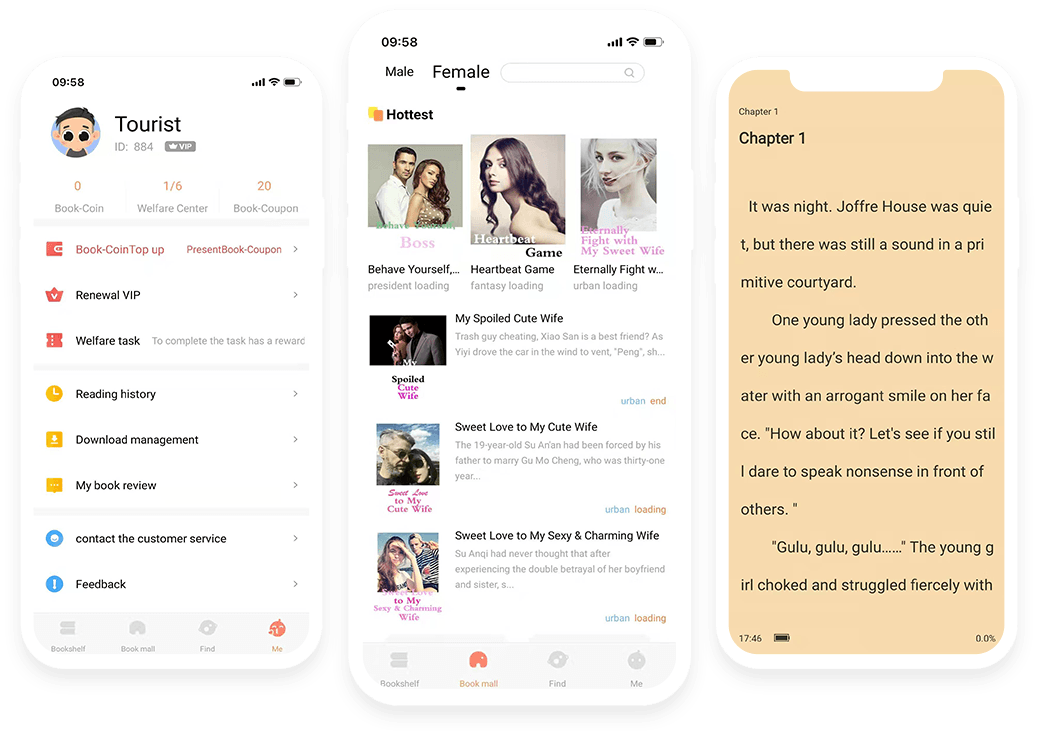 09:58
Tourist
ID: 884 VIP
0 1/6 20
Book-Coin Welfare Center Book-Coupon
Book-CoinTop up PresentBook-Coupon
Renewal VIP
Welfare task To complete the task has a reward
Reading history
Download management
My book review
contact the customer service
Feedback
Bookshelf Book mall Find Me
09:58
Male Female
Hottest
Behave Yourself,
Boss
Heartbeat
Game
Eternally
Fight with
My Sweet Wife
Behave Yourself,... Heartbeat Game Eternally Fight w...
president loading fantasy loading urban loading
My
Spoiled
Cute
Wife
My Spoiled Cute Wife
Trash guy cheating, Xiao San is a best friend? As
Yiyi drove the car in the wind to vent, "Peng", sh...
urban end
Sweet Love
to My
Cute Wife
Sweet Love to My Cute Wife
The 19-year-old Su An'an had been forced by his
father to marry Gu Mo Cheng, who was thirty-one
year...
urban loading
Sweet Love
to My
Sexy & Charming
Wife
Sweet Love to My Sexy & Charming Wife
Su Anqi had never thought that after
experiencing the double betrayal of her boyfriend
and sister, s...
urban loading
Bookshelf Book mall Find Me
Chapter 1
Chapter 1
It was night. Joffre House was quie
t, but there was still a sound in a pri
mitive courtyard.
One young lady pressed the oth
er young lady's head down into the w
ater with an arrogant smile on her fa
ce. "How about it? Let's see if you stil
l dare to speak nonsense in front of
others. "
"Gulu, gulu, gulu……" The young g
irl choked and struggled fiercely with
17:46 0.0%